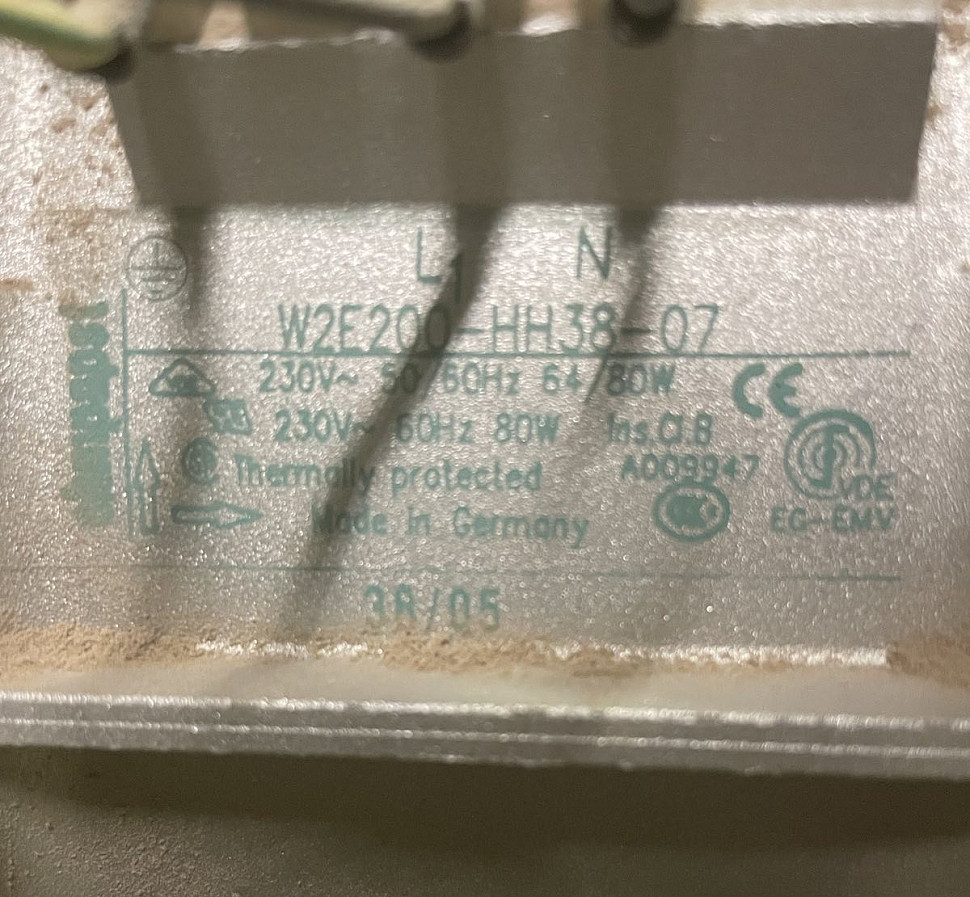 L1 N
W2E200-HH38-07
230V~ 50/60Hz 64/80W
230V~ 60Hz 80W Ins.Cl.B
Thermally protected A009947
Made in Germany
CE
VDE
EG-EMV
38/05
ebmpapst